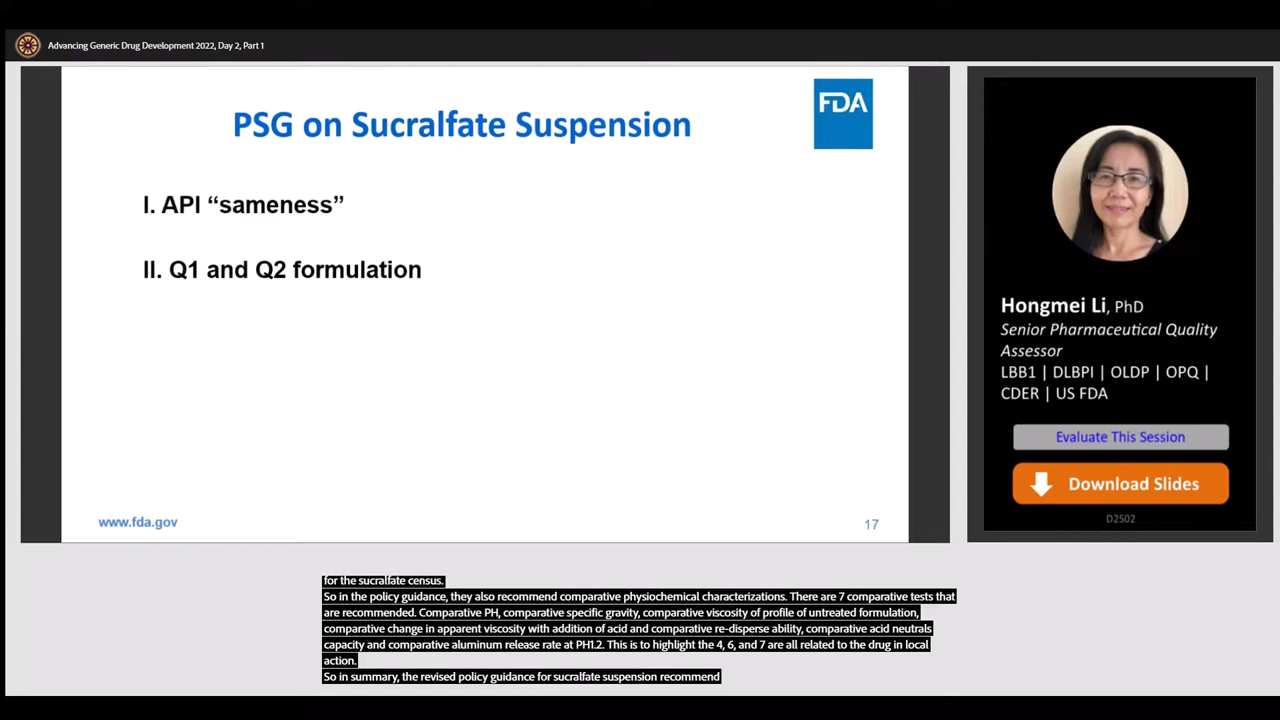 Advancing Generic Drug Development 2022, Day 2, Part 1
PSG on Sucralfate Suspension
FDA
I. API “sameness”
II. Q1 and Q2 formulation
www.fda.gov
17
Hongmei Li, PhD
Senior Pharmaceutical Quality
Assessor
LBB1 | DLBPI | OLDP | OPQ |
CDER | US FDA
Evaluate This Session
Download Slides
D2S02
for the sucralfate census.
So in the policy guidance, they also recommend comparative physiochemical characterizations. There are 7 comparative tests that
are recommended. Comparative PH, comparative specific gravity, comparative viscosity of profile of untreated formulation,
comparative change in apparent viscosity with addition of acid and comparative re-disperse ability, comparative acid neutrals
capacity and comparative aluminum release rate at PH1.2. This is to highlight the 4, 6, and 7 are all related to the drug in local
action.
So in summary, the revised policy guidance for sucralfate suspension recommend